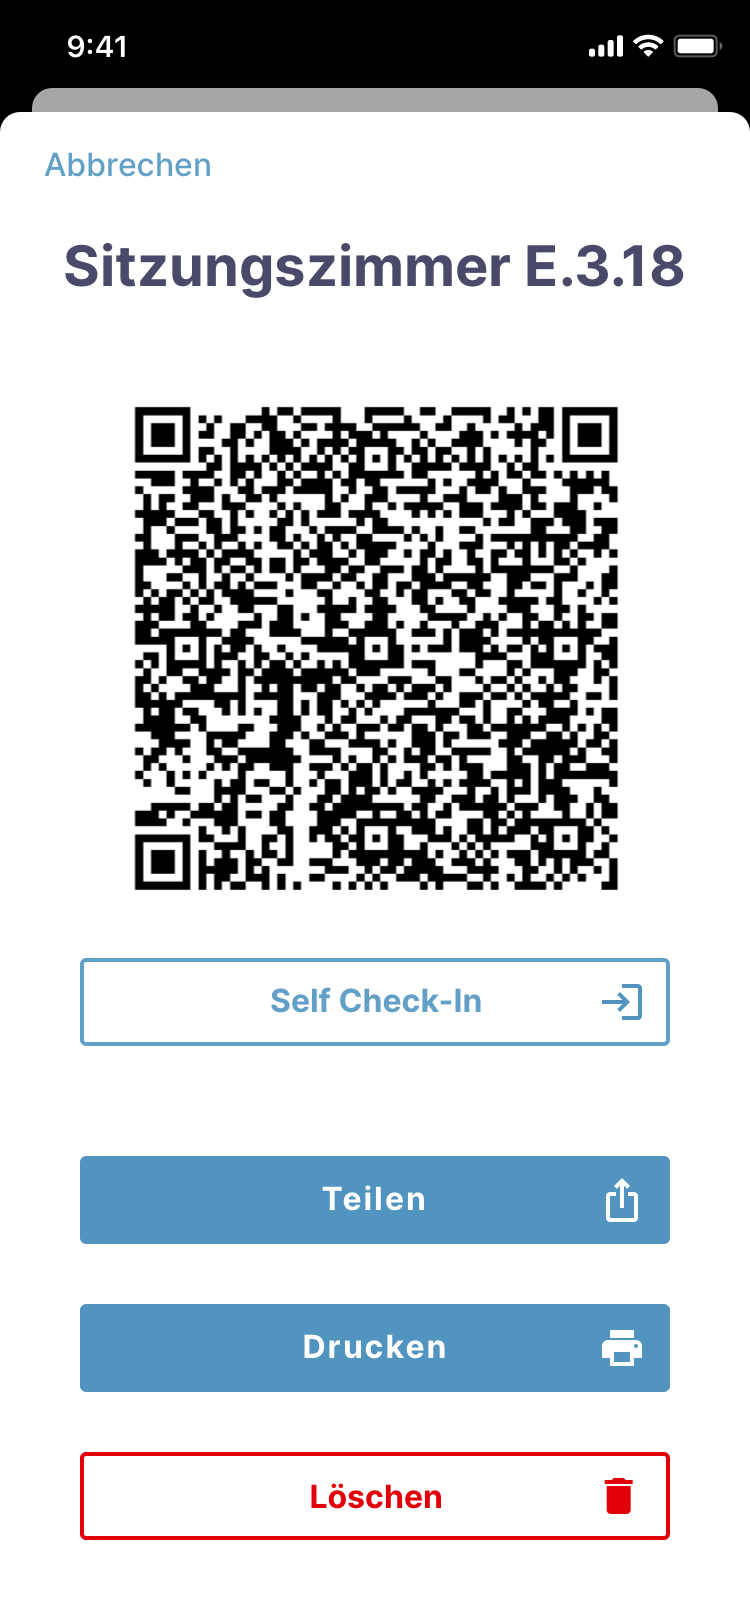 9:41
Abbrechen
Sitzungszimmer E.3.18
Self Check-In
Teilen
Drucken
Löschen